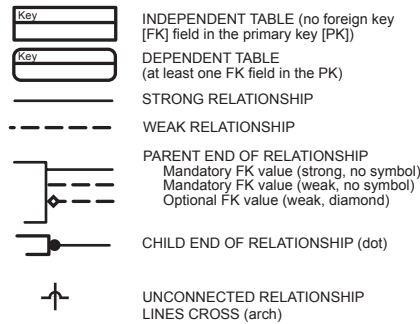 Key
INDEPENDENT TABLE (no foreign key
[FK] field in the primary key [PK])
Key
DEPENDENT TABLE
(at least one FK field in the PK)
STRONG RELATIONSHIP
WEAK RELATIONSHIP
PARENT END OF RELATIONSHIP
Mandatory FK value (strong, no symbol)
Mandatory FK value (weak, no symbol)
Optional FK value (weak, diamond)
CHILD END OF RELATIONSHIP (dot)
UNCONNECTED RELATIONSHIP
LINES CROSS (arch)